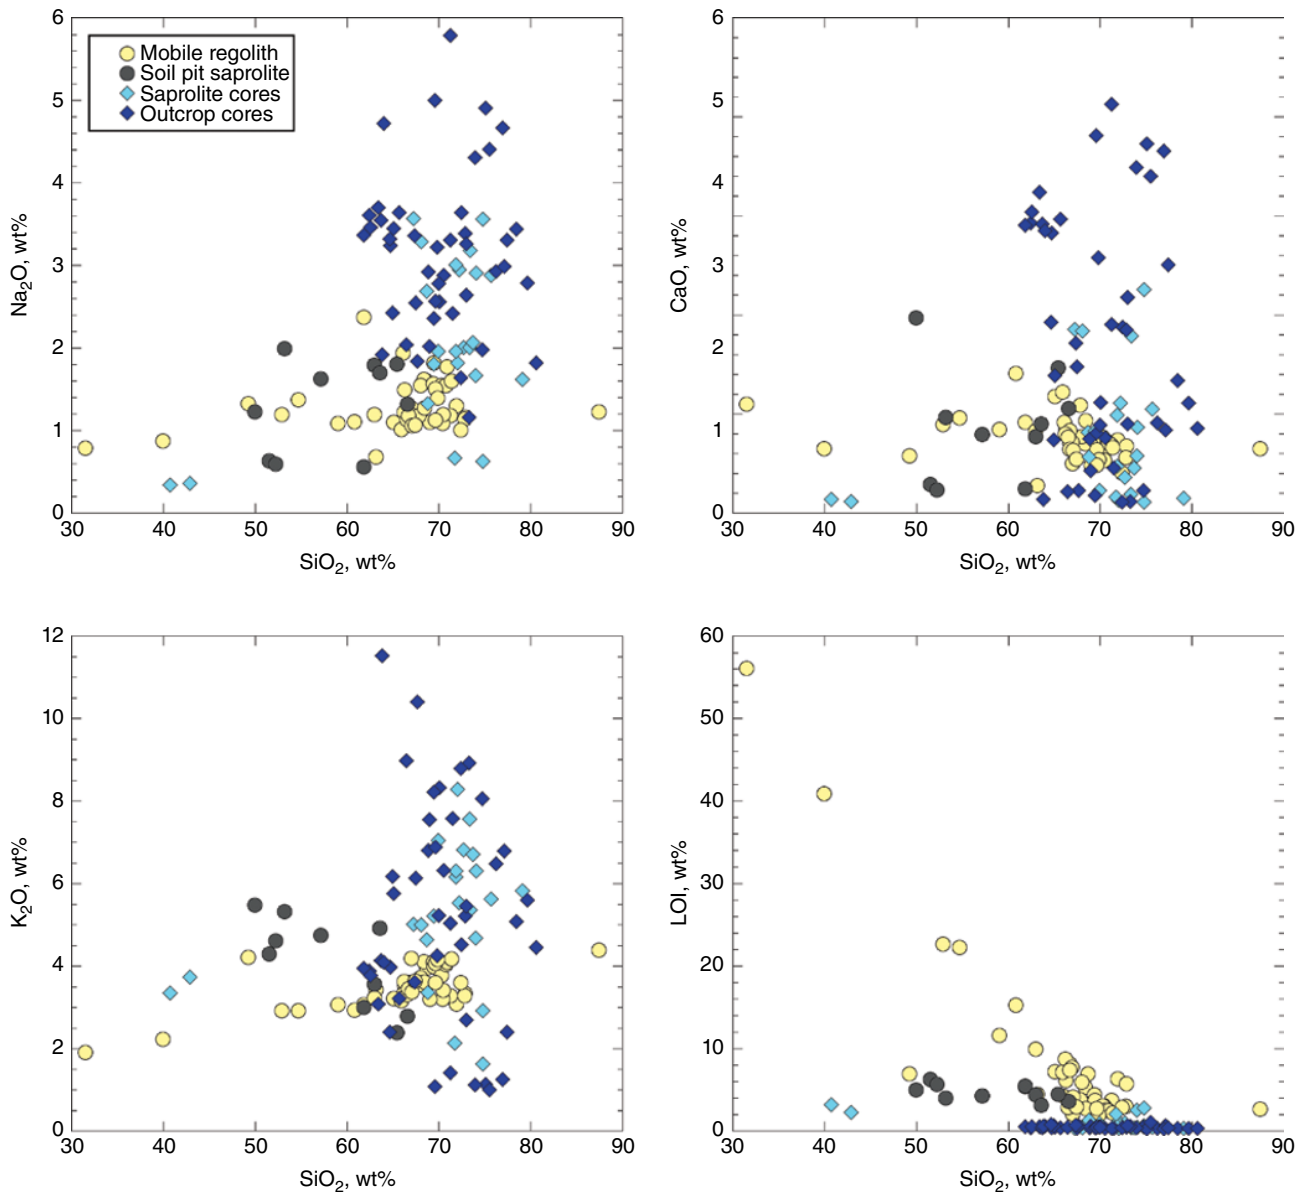 6
5
4
3
2
1
0
Na₂O, wt%
Mobile regolith
Soil pit saprolite
Saprolite cores
Outcrop cores
30 40 50 60 70 80 90
SiO₂, wt%
6
5
4
3
2
1
0
CaO, wt%
30 40 50 60 70 80 90
SiO₂, wt%
12
10
8
6
4
2
0
K₂O, wt%
30 40 50 60 70 80 90
SiO₂, wt%
60
50
40
30
20
10
0
LOI, wt%
30 40 50 60 70 80 90
SiO₂, wt%